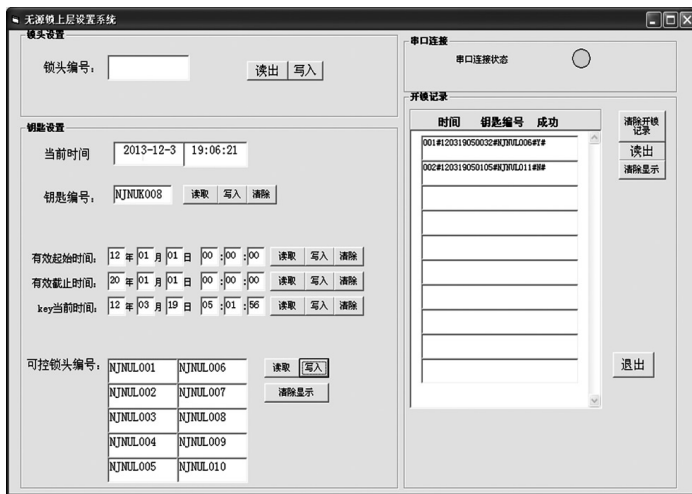 无源锁上层设置系统
锁头设置
锁头编号： 读出 写入
钥匙设置
当前时间 2013-12-3 19:06:21
钥匙编号： NJNUK008 读取 写入 清除
有效起始时间： 12 年 01 月 01 日 00 :00 :00 读取 写入 清除
有效截止时间： 20 年 01 月 01 日 00 :00 :00 读取 写入 清除
key当前时间： 12 年 03 月 19 日 05 :01 :56 读取 写入 清除
可控锁头编号： NJNUL001 NJNUL006 读取 写入
NJNUL002 NJNUL007 清除显示
NJNUL003 NJNUL008
NJNUL004 NJNUL009
NJNUL005 NJNUL010
串口连接
串口连接状态
开锁记录
时间 钥匙编号 成功
001#120319050032#NJNUL006#Y#
002#120319050105#NJNUL011#N#
清除开锁
记录
读出
清除显示
退出